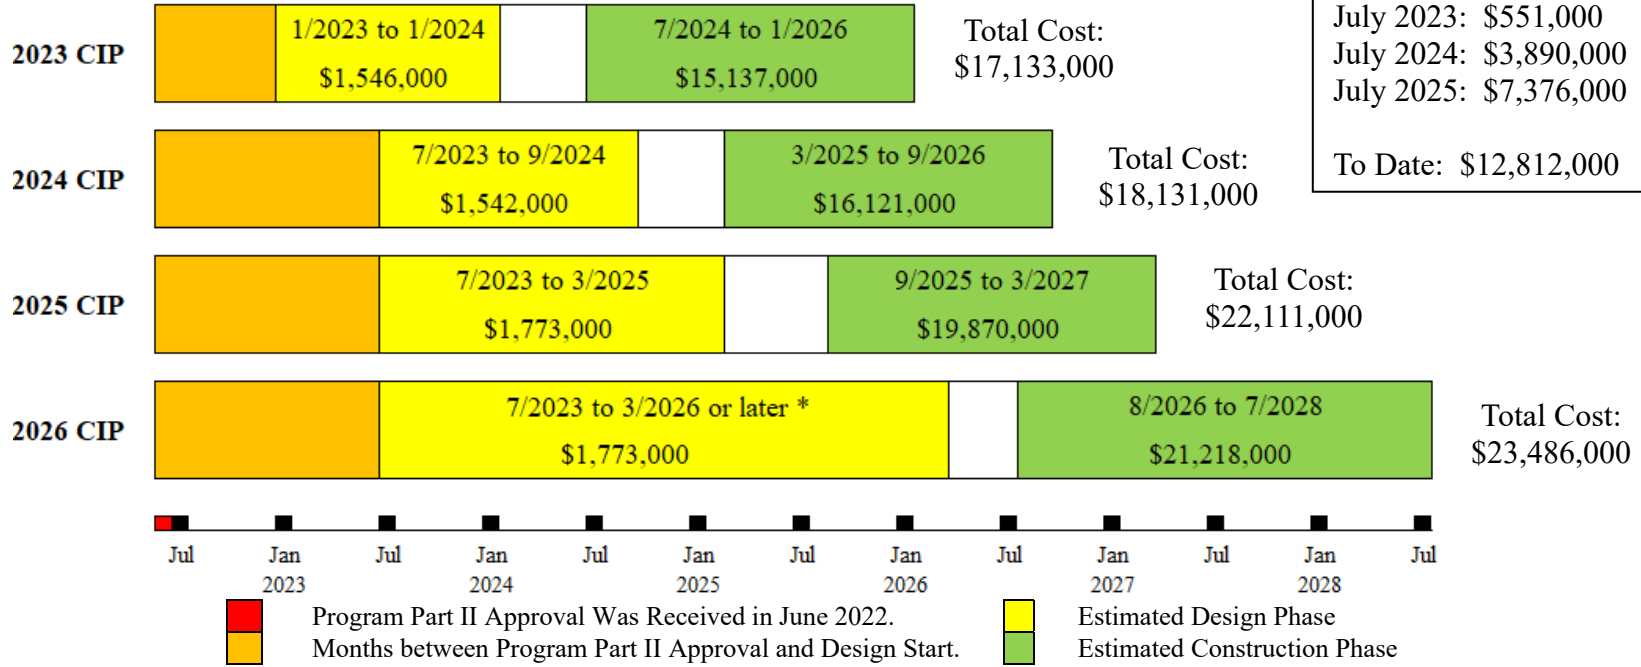 2023 CIP
1/2023 to 1/2024
$1,546,000
7/2024 to 1/2026
$15,137,000
Total Cost:
$17,133,000
July 2023: $551,000
July 2024: $3,890,000
July 2025: $7,376,000
To Date: $12,812,000
2024 CIP
7/2023 to 9/2024
$1,542,000
3/2025 to 9/2026
$16,121,000
Total Cost:
$18,131,000
2025 CIP
7/2023 to 3/2025
$1,773,000
9/2025 to 3/2027
$19,870,000
Total Cost:
$22,111,000
2026 CIP
7/2023 to 3/2026 or later *
$1,773,000
8/2026 to 7/2028
$21,218,000
Total Cost:
$23,486,000
Jul Jan Jul Jan Jul Jan Jul Jan Jul Jan Jul Jan Jul
2023 2024 2025 2026 2027 2028
Program Part II Approval Was Received in June 2022.
Months between Program Part II Approval and Design Start.
Estimated Design Phase
Estimated Construction Phase